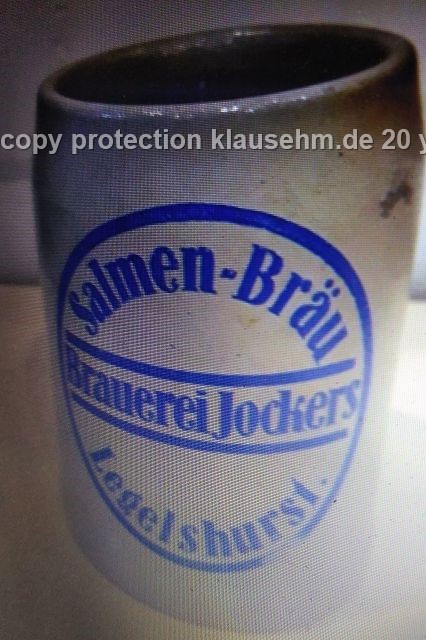 copy protection klausehm.de 20 y
Salmen-Bräu
Brauerei Jockers
Legelshurst.